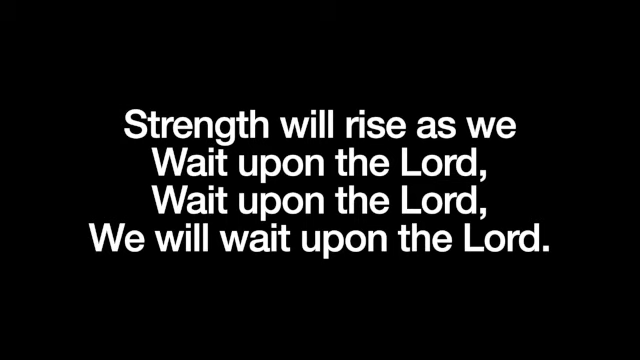 Strength will rise as we
Wait upon the Lord,
Wait upon the Lord,
We will wait upon the Lord.